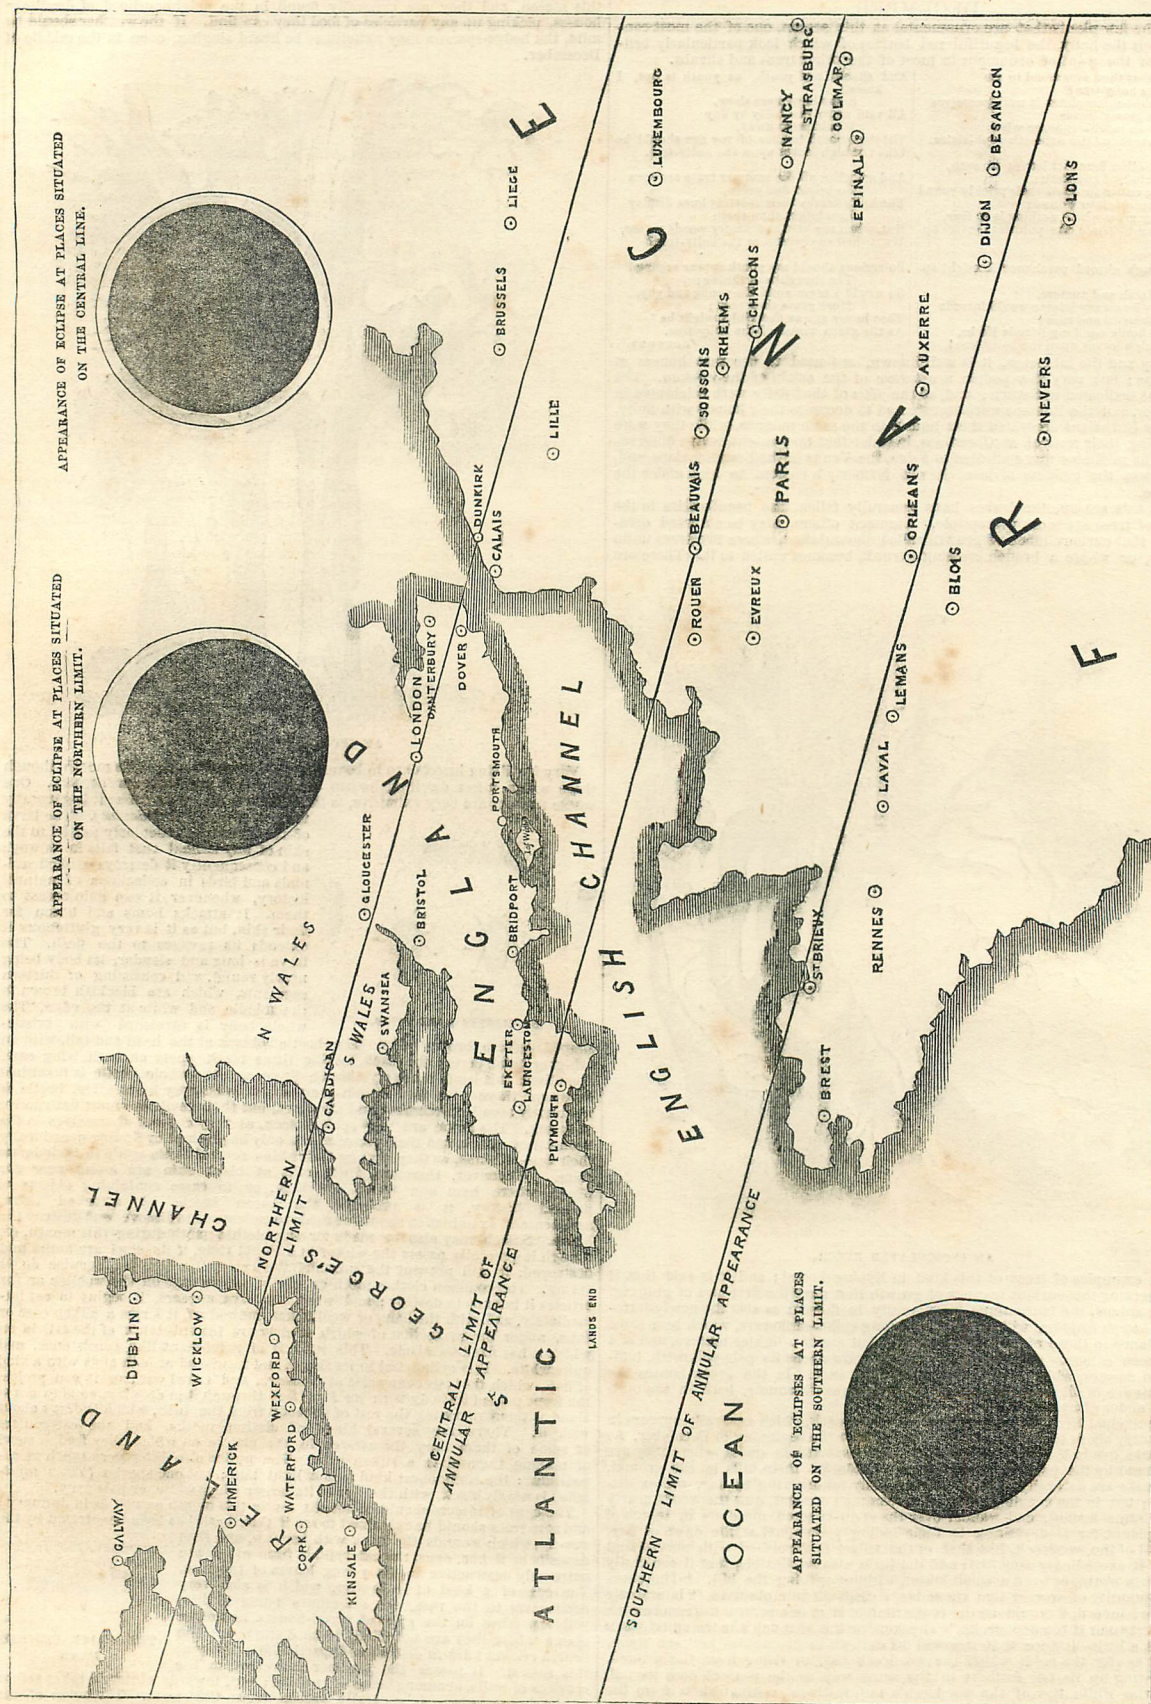 APPEARANCE OF ECLIPSE AT PLACES SITUATED
ON THE NORTHERN LIMIT.
APPEARANCE OF ECLIPSE AT PLACES SITUATED
ON THE CENTRAL LINE.
APPEARANCE OF ECLIPSES AT PLACES
SITUATED ON THE SOUTHERN LIMIT.
NORTHERN
LIMIT
CENTRAL LIMIT OF
ANNULAR APPEARANCE
SOUTHERN LIMIT OF ANNULAR APPEARANCE
IRELAND
GALWAY
LIMERICK
DUBLIN
WICKLOW
WEXFORD
WATERFORD
CORK
KINSALE
ST
GEORGE'S
CHANNEL
ATLANTIC
OCEAN
N WALES
S WALES
CARDIGAN
SWANSEA
ENGLAND
GLOUCESTER
BRISTOL
LONDON
CANTERBURY
DOVER
PORTSMOUTH
BRIDPORT
EXETER
LAUNCESTON
PLYMOUTH
LANDS END
ENGLISH CHANNEL
FRANCE
DUNKIRK
CALAIS
LILLE
BRUSSELS
LIEGE
LUXEMBOURG
ROUEN
BEAUVAIS
SOISSONS
RHEIMS
CHALONS
NANCY
STRASBURG
COLMAR
EPINAL
EVREUX
PARIS
ST BRIEUX
BREST
RENNES
LAVAL
LEMANS
ORLEANS
BLOIS
AUXERRE
NEVERS
DIJON
BESANCON
LONS